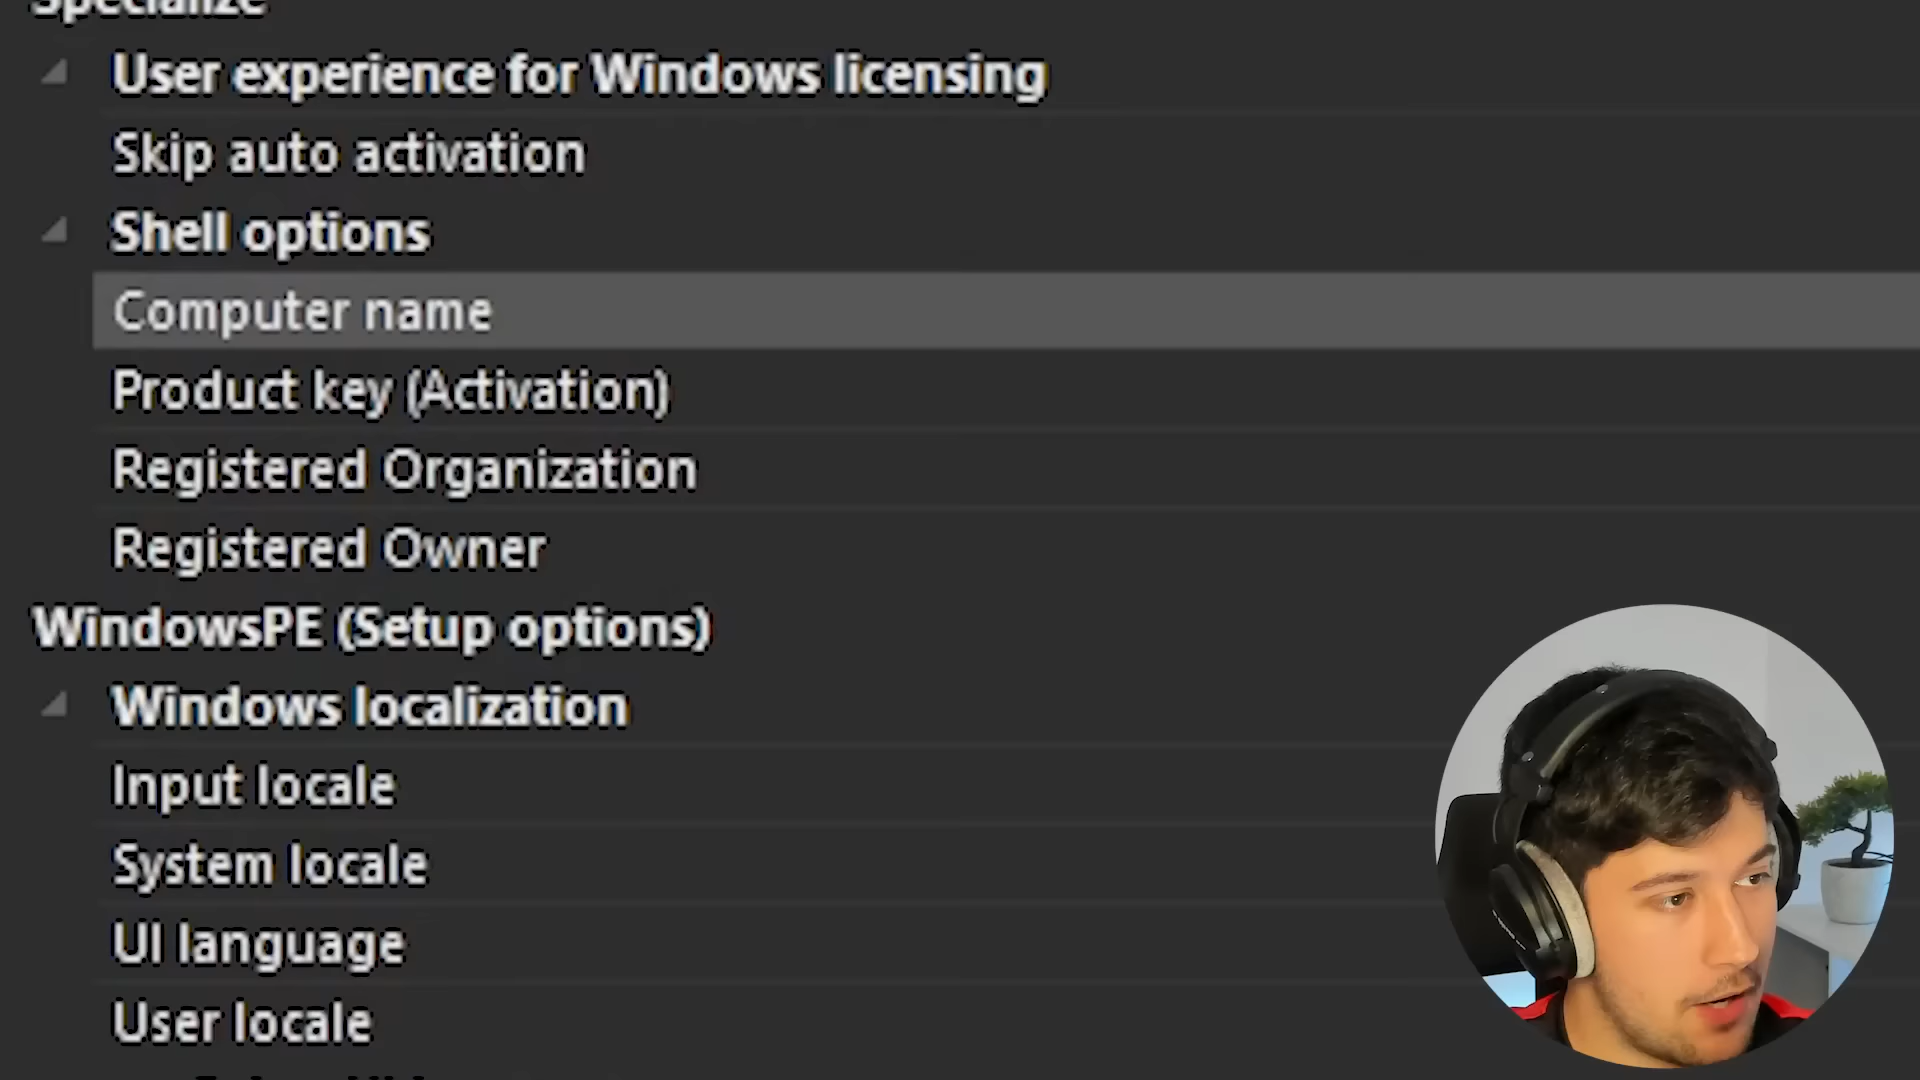 Specialize
User experience for Windows licensing
Skip auto activation
Shell options
Computer name
Product key (Activation)
Registered Organization
Registered Owner
WindowsPE (Setup options)
Windows localization
Input locale
System locale
UI language
User locale